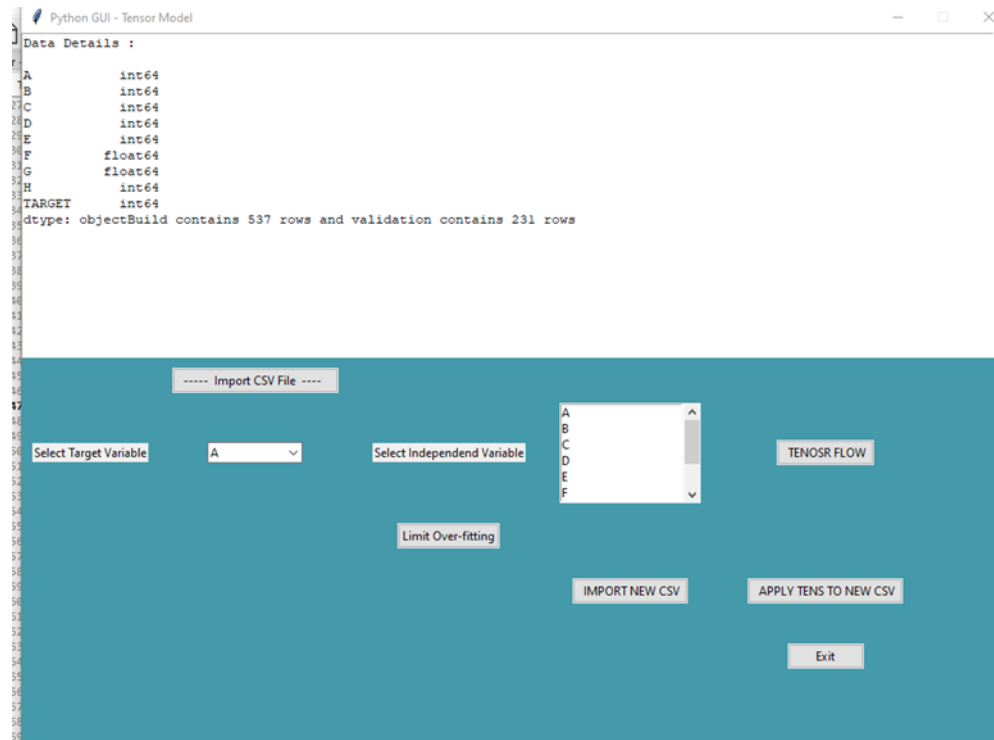 Python GUI - Tensor Model
Data Details :
A int64
B int64
C int64
D int64
E int64
F float64
G float64
H int64
TARGET int64
dtype: objectBuild contains 537 rows and validation contains 231 rows
----- Import CSV File ----
Select Target Variable
A
Select Independend Variable
A
B
C
D
E
F
TENOSR FLOW
Limit Over-fitting
IMPORT NEW CSV
APPLY TENS TO NEW CSV
Exit